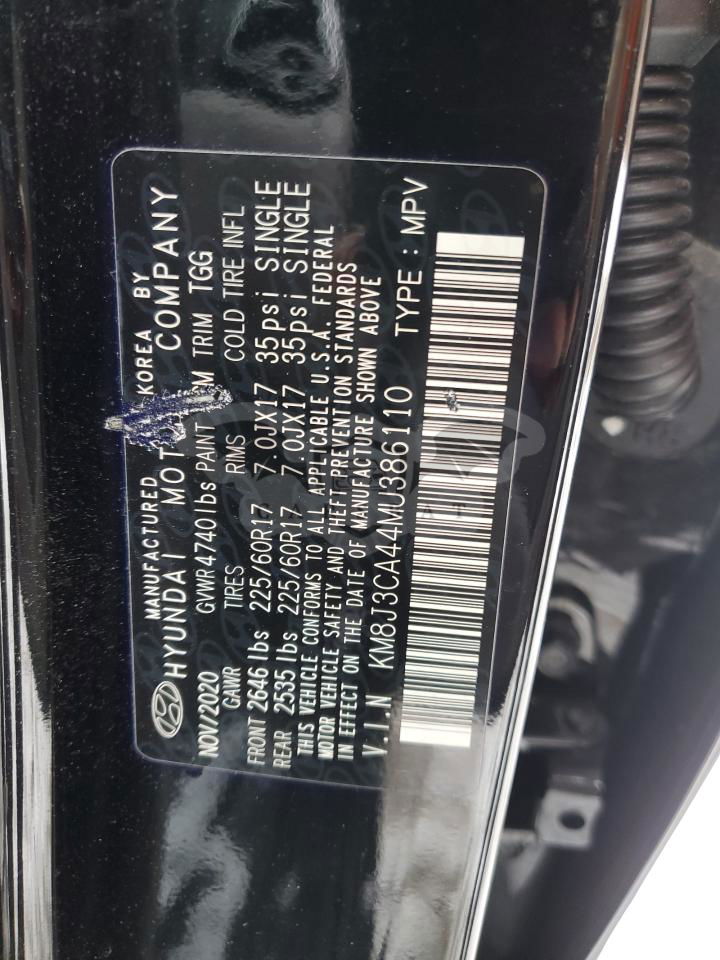 MANUFACTURED KOREA BY
HYUNDAI MOT COMPANY
NOV/2020 GVWR 4740lbs PAINT TRIM TGG
GAWR TIRES RMS COLD TIRE INFL
FRONT 2646 lbs 225/60R17 7.0JX17 35psi SINGLE
REAR 2535 lbs 225/60R17 7.0JX17 35psi SINGLE
THIS VEHICLE CONFORMS TO ALL APPLICABLE U.S.A. FEDERAL
MOTOR VEHICLE SAFETY AND THEFT PREVENTION STANDARDS
IN EFFECT ON THE DATE OF MANUFACTURE SHOWN ABOVE
V.I.N KM8J3CA44MU386110 TYPE : MPV